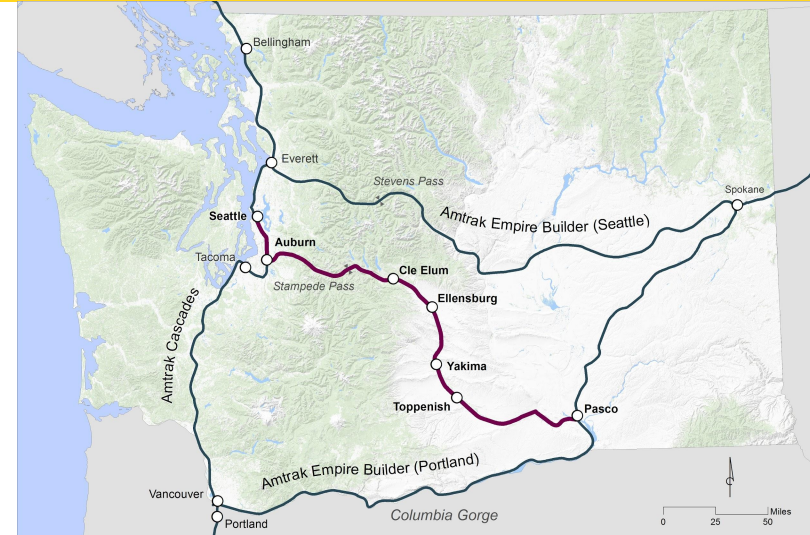 Bellingham
Everett
Stevens Pass
Spokane
Amtrak Empire Builder (Seattle)
Seattle
Auburn
Tacoma
Cle Elum
Stampede Pass
Ellensburg
Amtrak Cascades
Yakima
Toppenish
Pasco
Amtrak Empire Builder (Portland)
Vancouver
Columbia Gorge
Portland
Miles
0 25 50